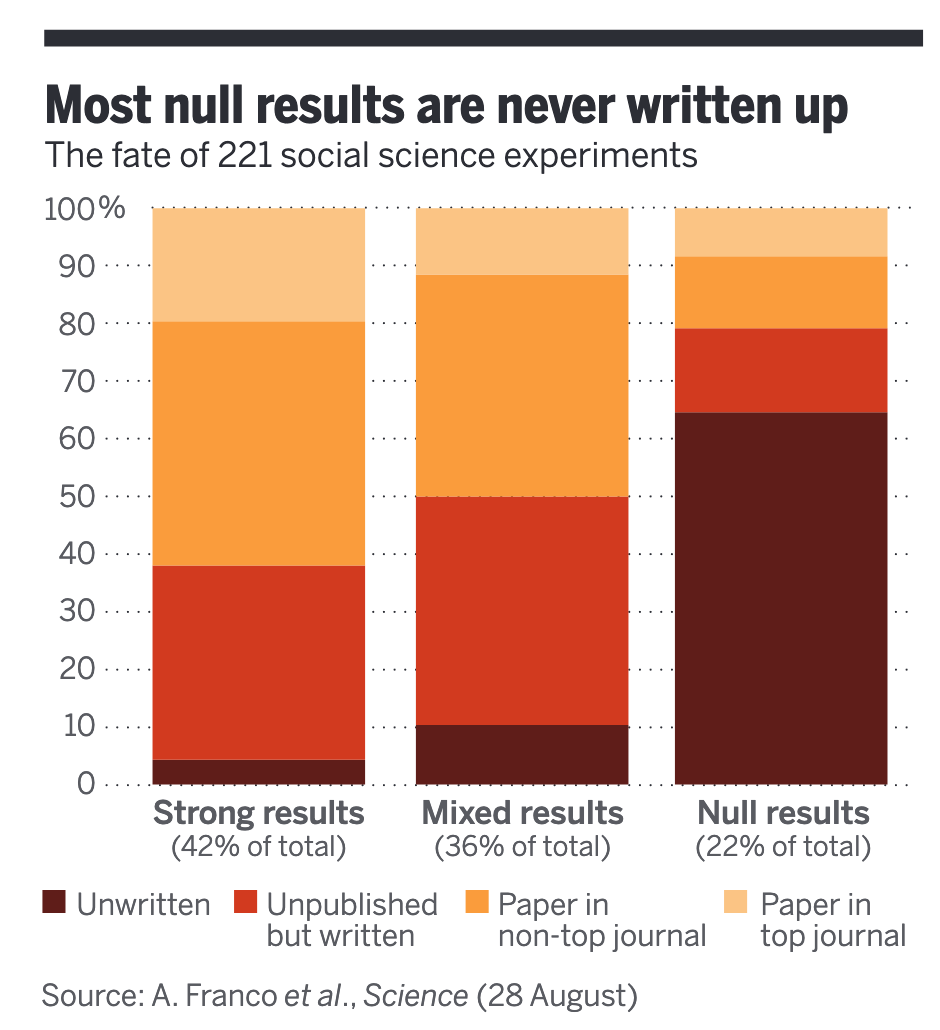 Most null results are never written up
The fate of 221 social science experiments
100%
90
80
70
60
50
40
30
20
10
0
Strong results
(42% of total)
Mixed results
(36% of total)
Null results
(22% of total)
Unwritten
Unpublished
but written
Paper in
non-top journal
Paper in
top journal
Source: A. Franco et al., Science (28 August)